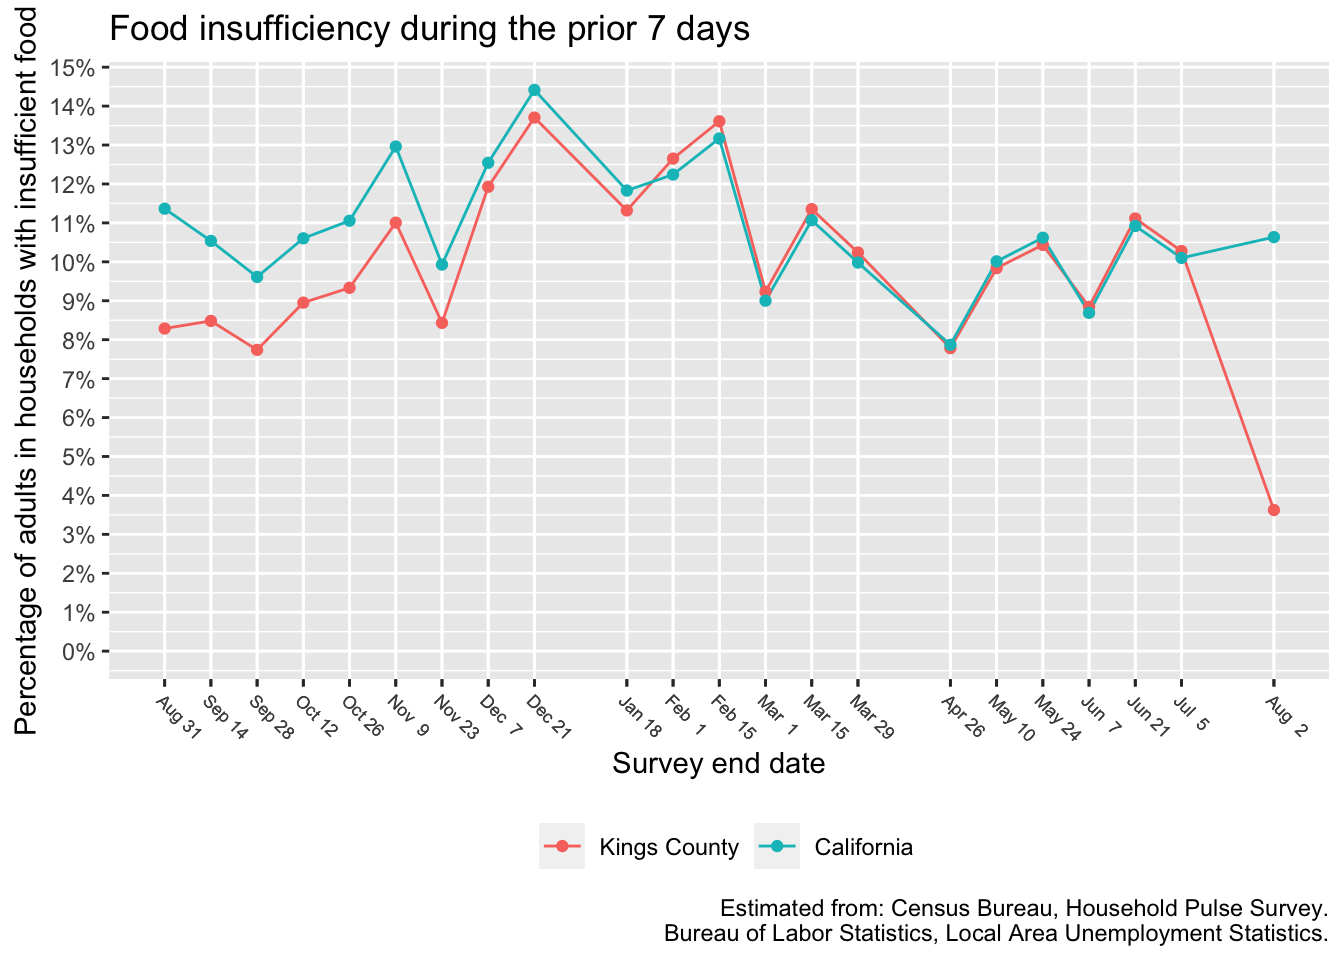 Food insufficiency during the prior 7 days
Percentage of adults in households with insufficient food
15%
14%
13%
12%
11%
10%
9%
8%
7%
6%
5%
4%
3%
2%
1%
0%
Aug 31
Sep 14
Sep 28
Oct 12
Oct 26
Nov 9
Nov 23
Dec 7
Dec 21
Jan 18
Feb 1
Feb 15
Mar 1
Mar 15
Mar 29
Apr 26
May 10
May 24
Jun 7
Jun 21
Jul 5
Aug 2
Survey end date
Kings County
California
Estimated from: Census Bureau, Household Pulse Survey.
Bureau of Labor Statistics, Local Area Unemployment Statistics.